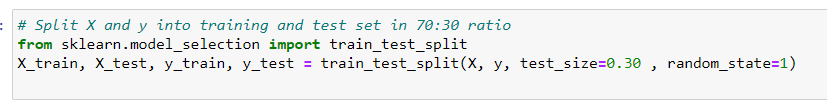 : # Split X and y into training and test set in 70:30 ratio
from sklearn.model_selection import train_test_split
X_train, X_test, y_train, y_test = train_test_split(X, y, test_size=0.30 , random_state=1)